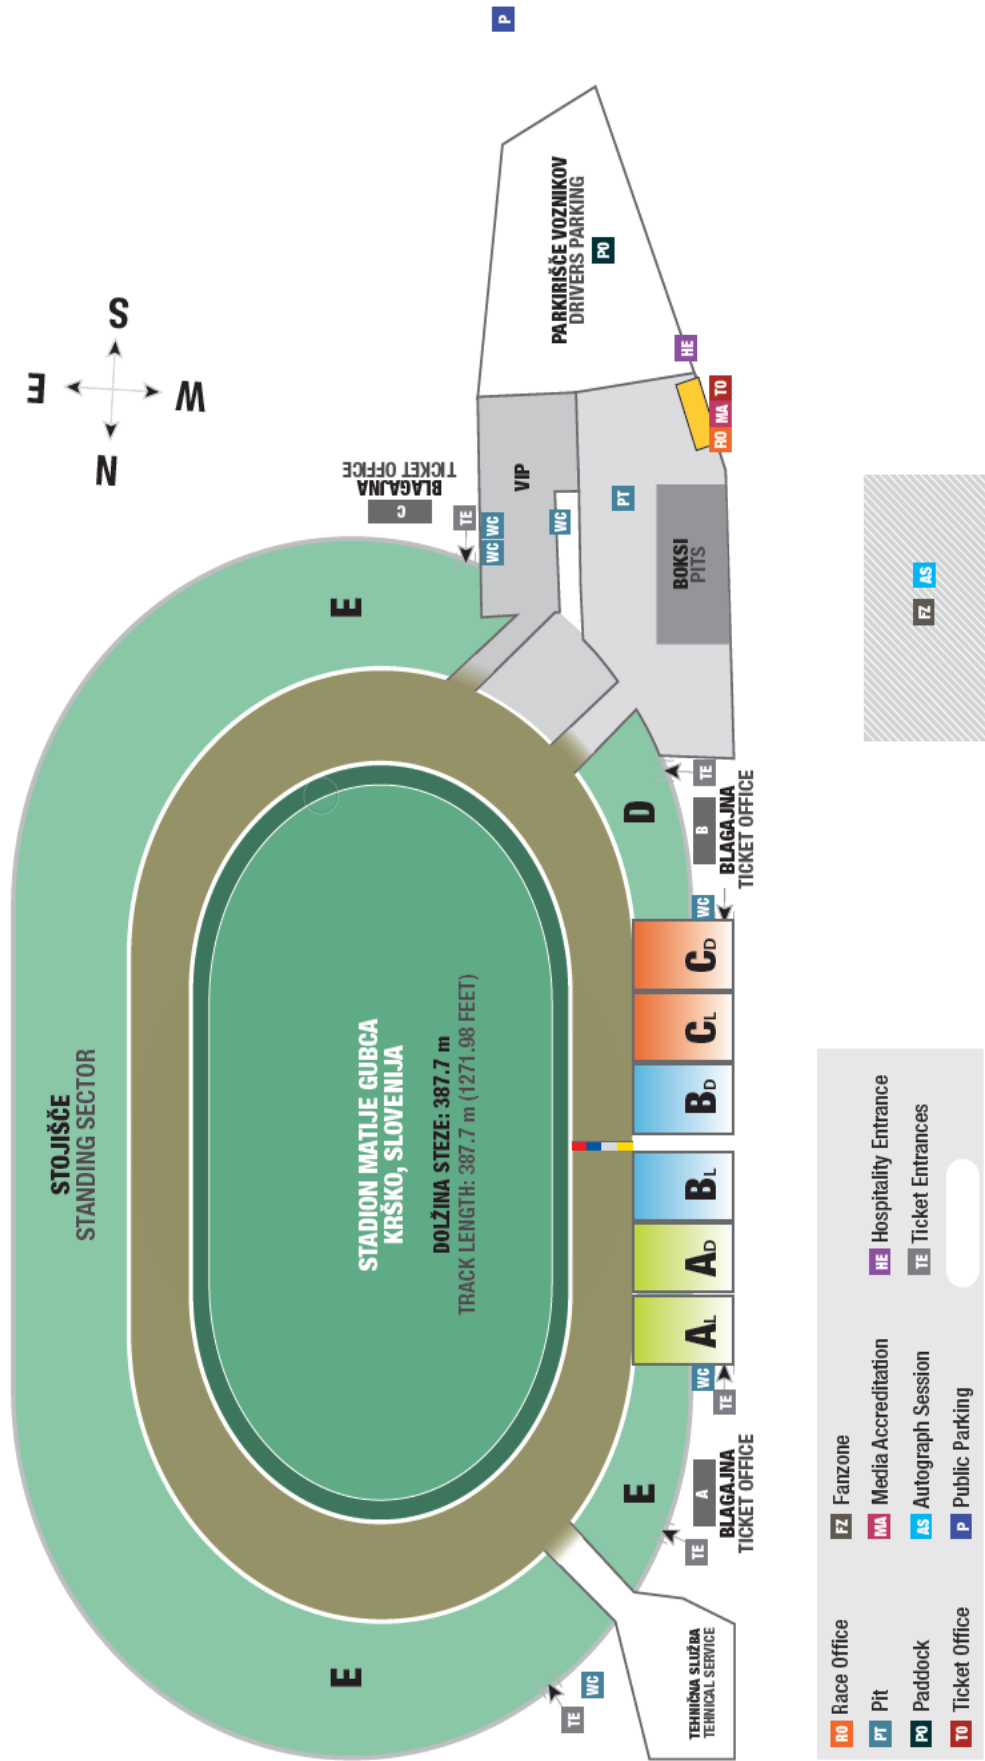 P
S
E
W
N
PARKIRIŠČE VOZNIKOV
DRIVERS PARKING
PO
HE
RO MA TO
BLAGAJNA
TICKET OFFICE
C
TE
WC WC
WC
VIP
PT
BOKSI
PITS
FZ AS
E
D
TE
B
BLAGAJNA
TICKET OFFICE
WC
STOJIŠČE
STANDING SECTOR
STADION MATIJE GUBCA
KRŠKO, SLOVENIJA
DOLŽINA STEZE: 387.7 m
TRACK LENGTH: 387.7 m (1271.98 FEET)
AL
AD
BL
BD
CL
CD
WC
TE
A
BLAGAJNA
TICKET OFFICE
E
TE
E
TE
WC
TEHNIČNA SLUŽBA
TEHNICAL SERVICE
RO Race Office
PT Pit
PO Paddock
TO Ticket Office
FZ Fanzone
MA Media Accreditation
AS Autograph Session
P Public Parking
HE Hospitality Entrance
TE Ticket Entrances